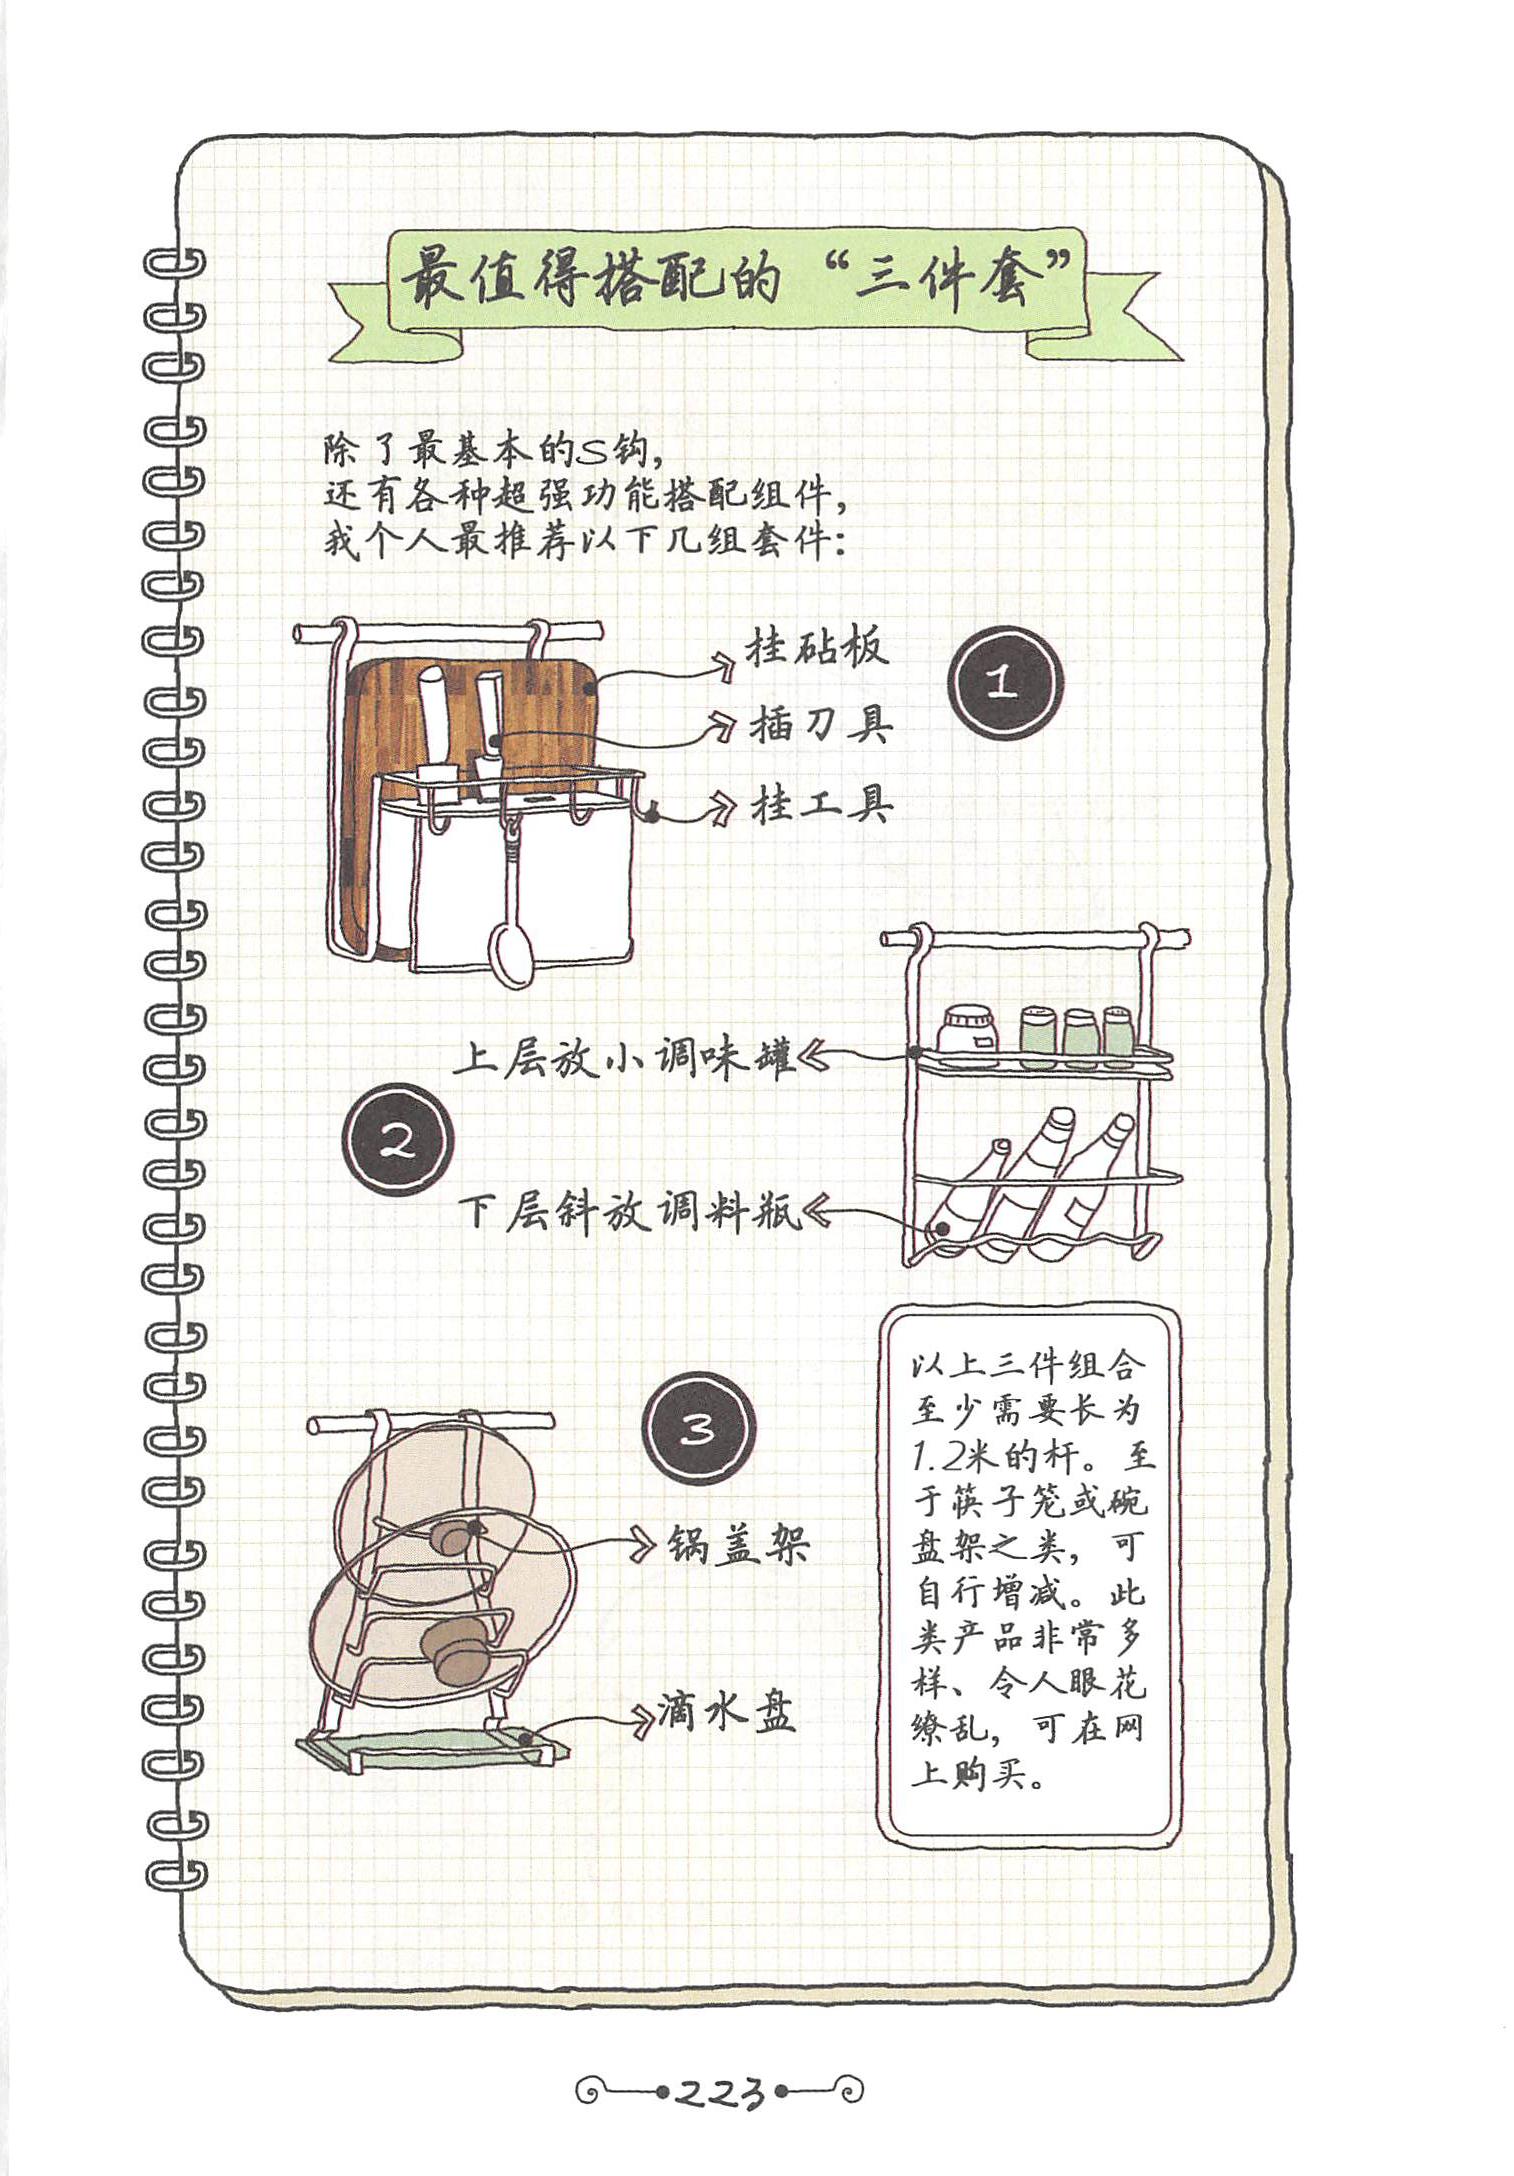 最值得搭配的“三件套”
除了最基本的S钩，
还有各种超强功能搭配组件，
我个人最推荐以下几组套件：
挂砧板
1
插刀具
挂工具
上层放小调味罐
2
下层斜放调料瓶
3
锅盖架
滴水盘
以上三件组合
至少需要长为
1.2米的杆。至
于筷子笼或碗
盘架之类，可
自行增减。此
类产品非常多
样、令人眼花
缭乱，可在网
上购买。
223